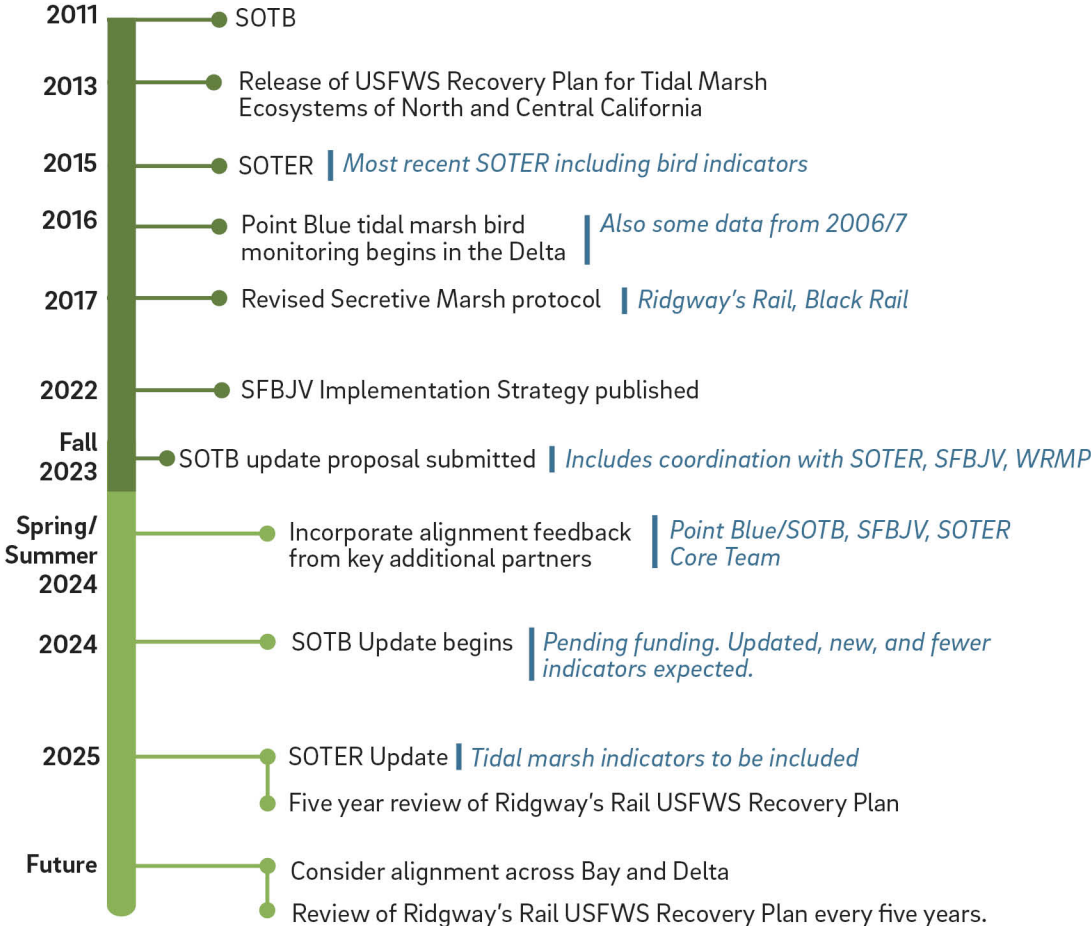 2011
SOTB
2013
Release of USFWS Recovery Plan for Tidal Marsh
Ecosystems of North and Central California
2015
SOTER
Most recent SOTER including bird indicators
2016
Point Blue tidal marsh bird
monitoring begins in the Delta
Also some data from 2006/7
2017
Revised Secretive Marsh protocol
Ridgway's Rail, Black Rail
2022
SFBJV Implementation Strategy published
Fall
2023
SOTB update proposal submitted
Includes coordination with SOTER, SFBJV, WRMP
Spring/
Summer
2024
Incorporate alignment feedback
from key additional partners
Point Blue/SOTB, SFBJV, SOTER
Core Team
2024
SOTB Update begins
Pending funding. Updated, new, and fewer
indicators expected.
2025
SOTER Update
Tidal marsh indicators to be included
Five year review of Ridgway's Rail USFWS Recovery Plan
Future
Consider alignment across Bay and Delta
Review of Ridgway's Rail USFWS Recovery Plan every five years.